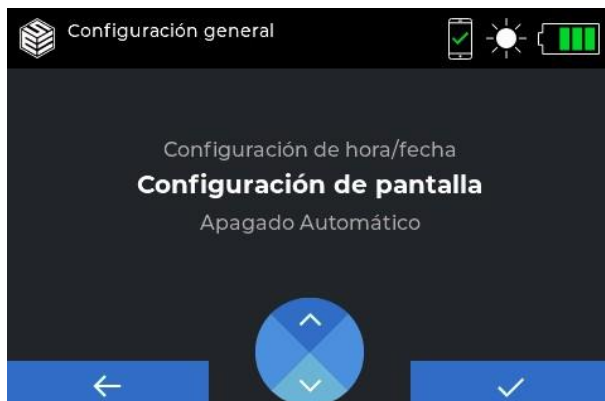 Configuración general
Configuración de hora/fecha
Configuración de pantalla
Apagado Automático